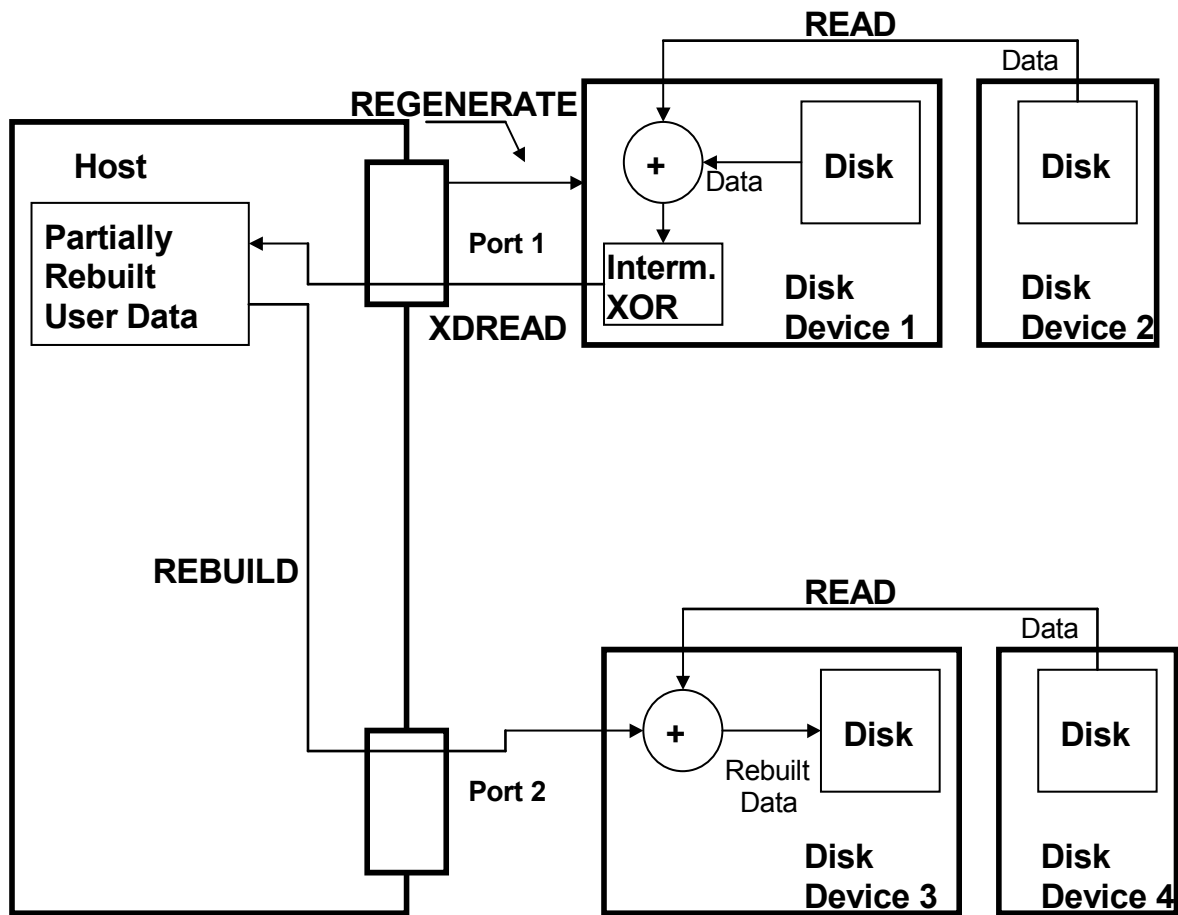 READ
Data
REGENERATE
Host
+
Data
Disk
Disk
Partially
Rebuilt
User Data
Port 1
Interm.
XOR
Disk
Device 1
Disk
Device 2
XDREAD
REBUILD
READ
Data
+
Disk
Disk
Rebuilt
Data
Port 2
Disk
Device 3
Disk
Device 4